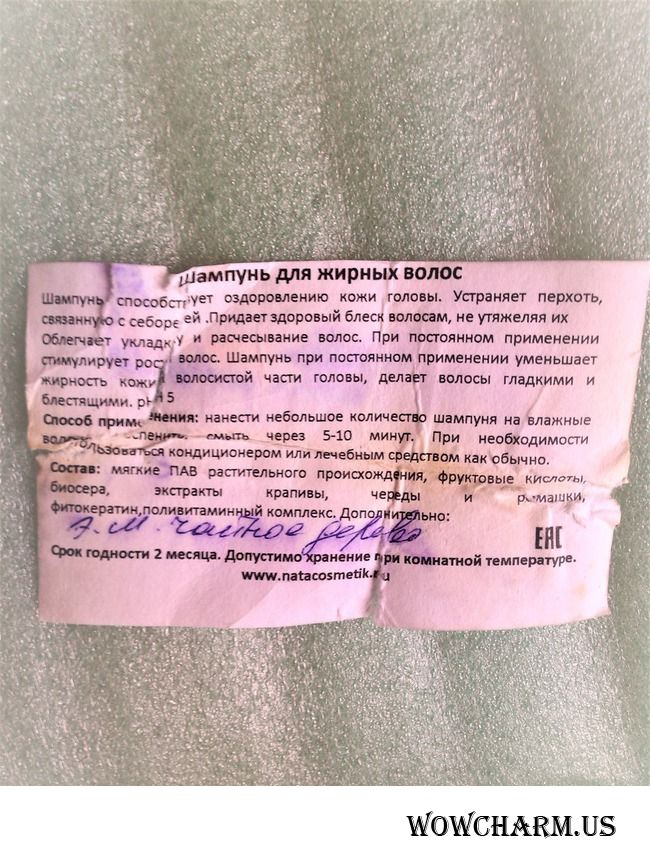 Шампунь для жирных волос
Шампунь способствует оздоровлению кожи головы. Устраняет перхоть,
связанную с себореей .Придает здоровый блеск волосам, не утяжеляя их
Облегчает укладку и расчесывание волос. При постоянном применении
стимулирует рост волос. Шампунь при постоянном применении уменьшает
жирность кожи волосистой части головы, делает волосы гладкими и
блестящими. pH 5
Способ применения: нанести небольшое количество шампуня на влажные
смыть через 5-10 минут. При необходимости
кондиционером или лечебным средством как обычно.
Состав: мягкие ПАВ растительного происхождения, фруктовые кислоты,
биосера, экстракты крапивы, череды и ромашки,
фитокератин,поливитаминный комплекс. Дополнительно:
дерево
EAC
Срок годности 2 месяца. Допустимо хранение при комнатной температуре.
www.natacosmetik.ru
WOWCHARM.US